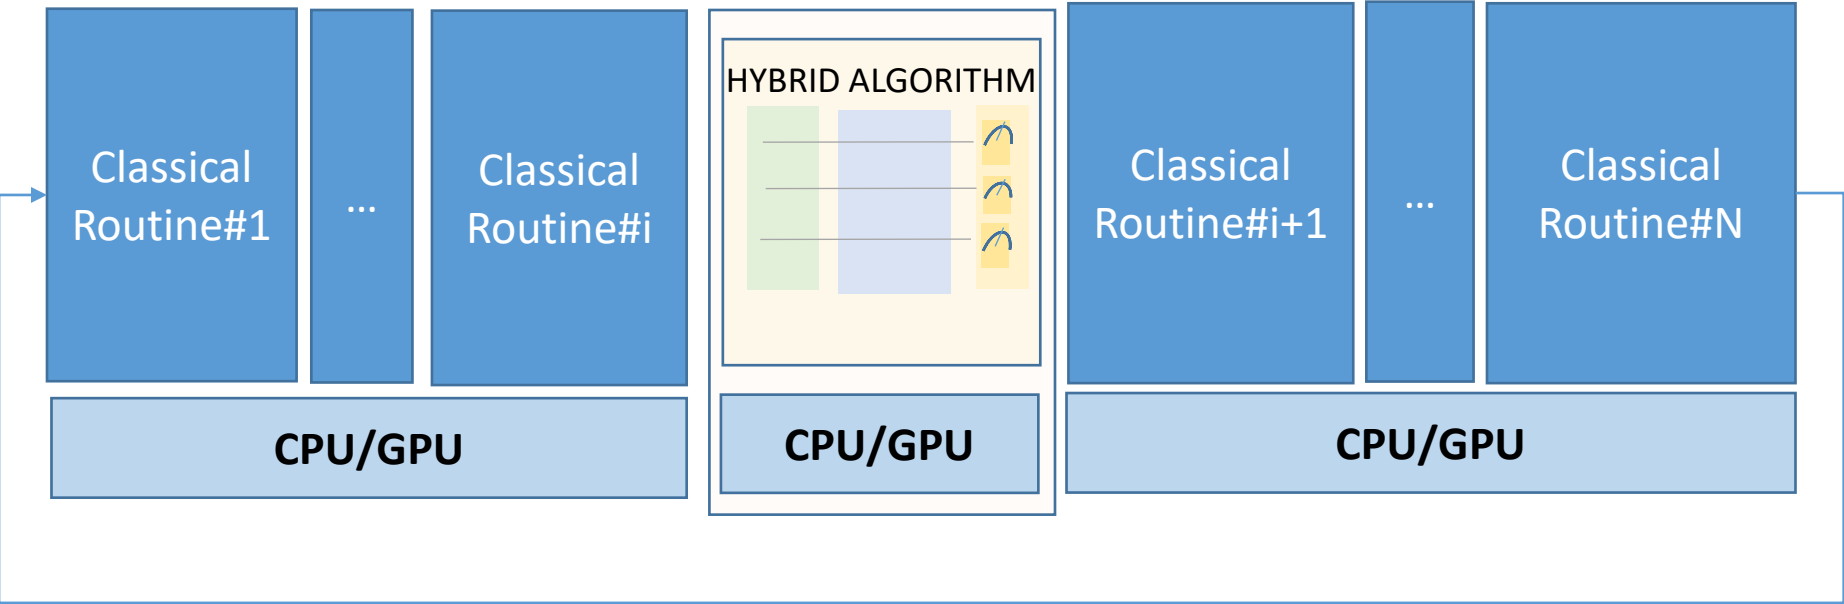 Classical
Routine#1
...
Classical
Routine#i
HYBRID ALGORITHM
Classical
Routine#i+1
...
Classical
Routine#N
CPU/GPU
CPU/GPU
CPU/GPU